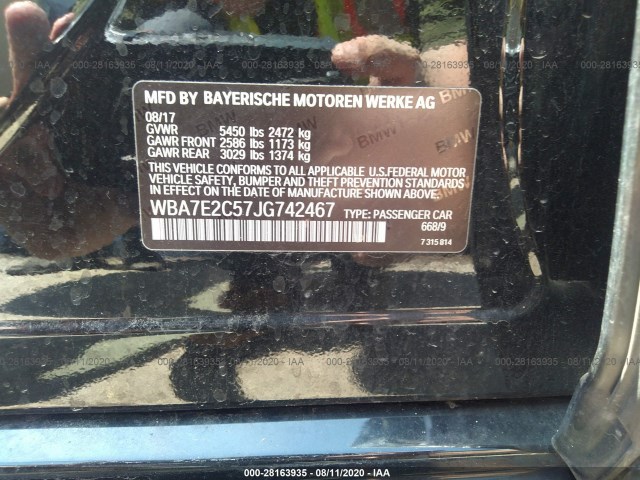 MFD BY BAYERISCHE MOTOREN WERKE AG
08/17
GVWR 5450 lbs 2472 kg
GAWR FRONT 2586 lbs 1173 kg
GAWR REAR 3029 lbs 1374 kg
THIS VEHICLE CONFORMS TO ALL APPLICABLE U.S.FEDERAL MOTOR
VEHICLE SAFETY, BUMPER AND THEFT PREVENTION STANDARDS
IN EFFECT ON THE DATE OF MANUFACTURE SHOWN ABOVE.
WBA7E2C57JG742467 TYPE: PASSENGER CAR
668/9
7 315 814
000-28163935 - 08/11/2020 - IAA